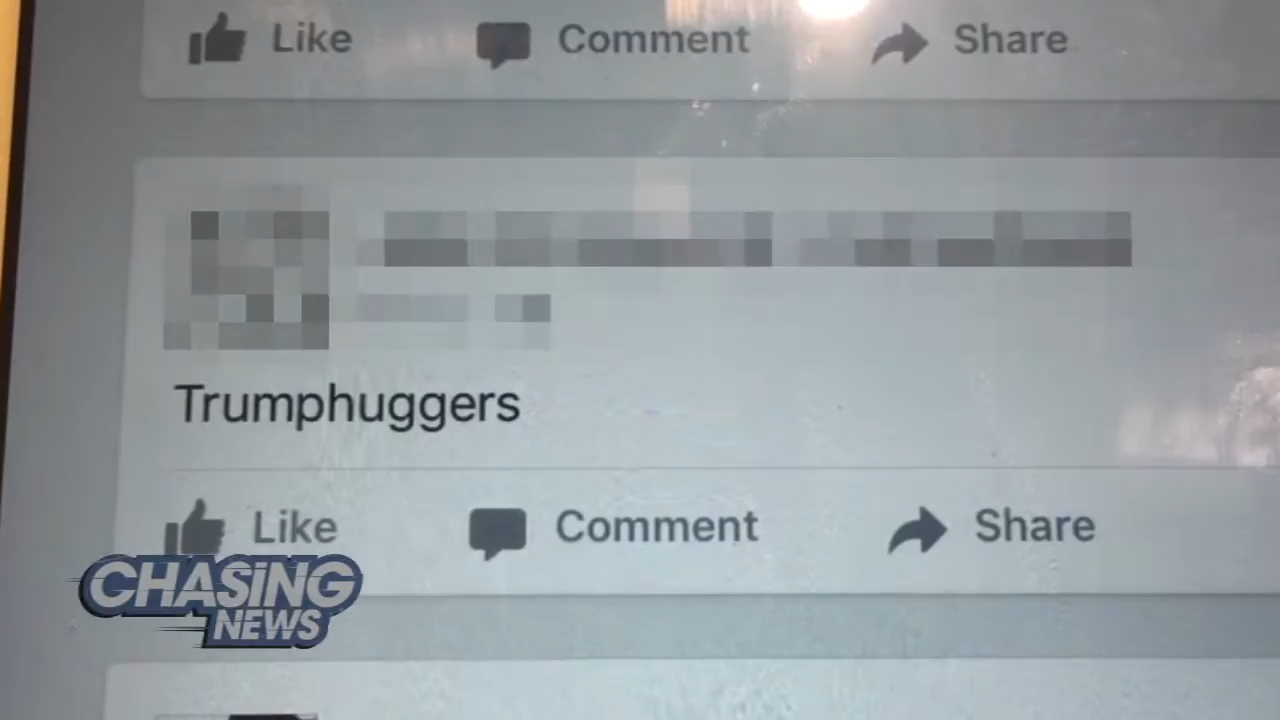 Like Comment Share
Trumphuggers
Like Comment Share
CHASING
NEWS